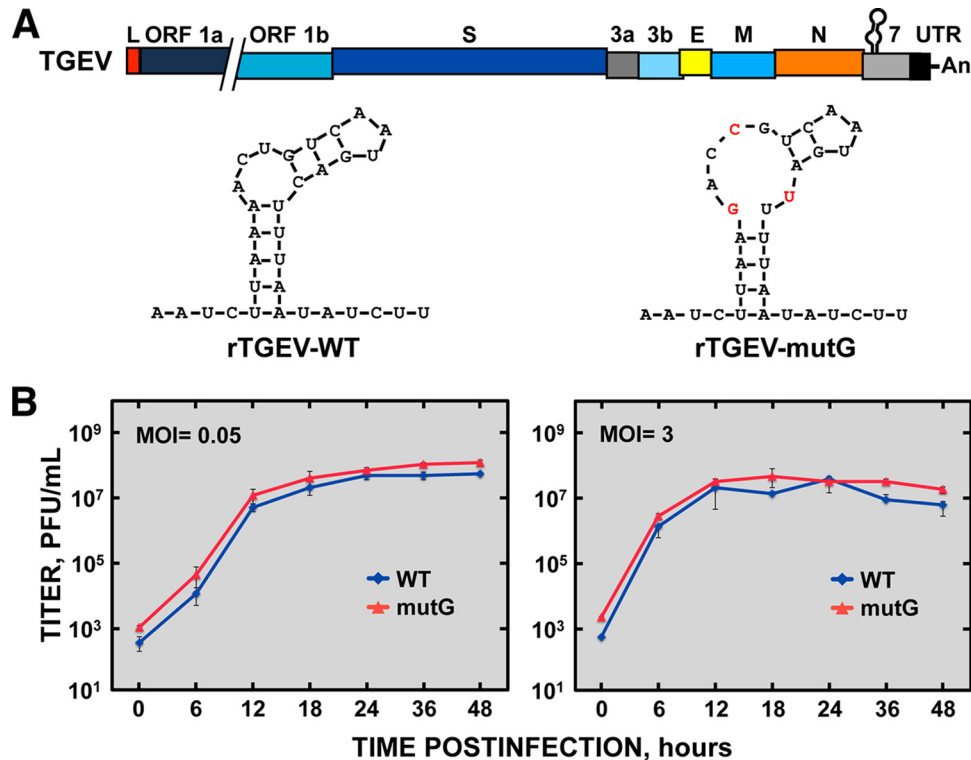 A
L ORF 1a ORF 1b S 3a 3b E M N 7 UTR
TGEV An
A
C U G U C A
A U G A C U
A A U
A U
A U
U A
A-A-U-C-U-A-U-A-U-C-U-U
rTGEV-WT
A
C C G U C A
A U G A U
G U
A U
A U
U A
A-A-U-C-U-A-U-A-U-C-U-U
rTGEV-mutG
B
TITER, PFU/mL
10⁹
10⁷
10⁵
10³
10¹
MOI= 0.05
WT
mutG
0 6 12 18 24 36 48
10⁹
10⁷
10⁵
10³
10¹
MOI= 3
WT
mutG
0 6 12 18 24 36 48
TIME POSTINFECTION, hours